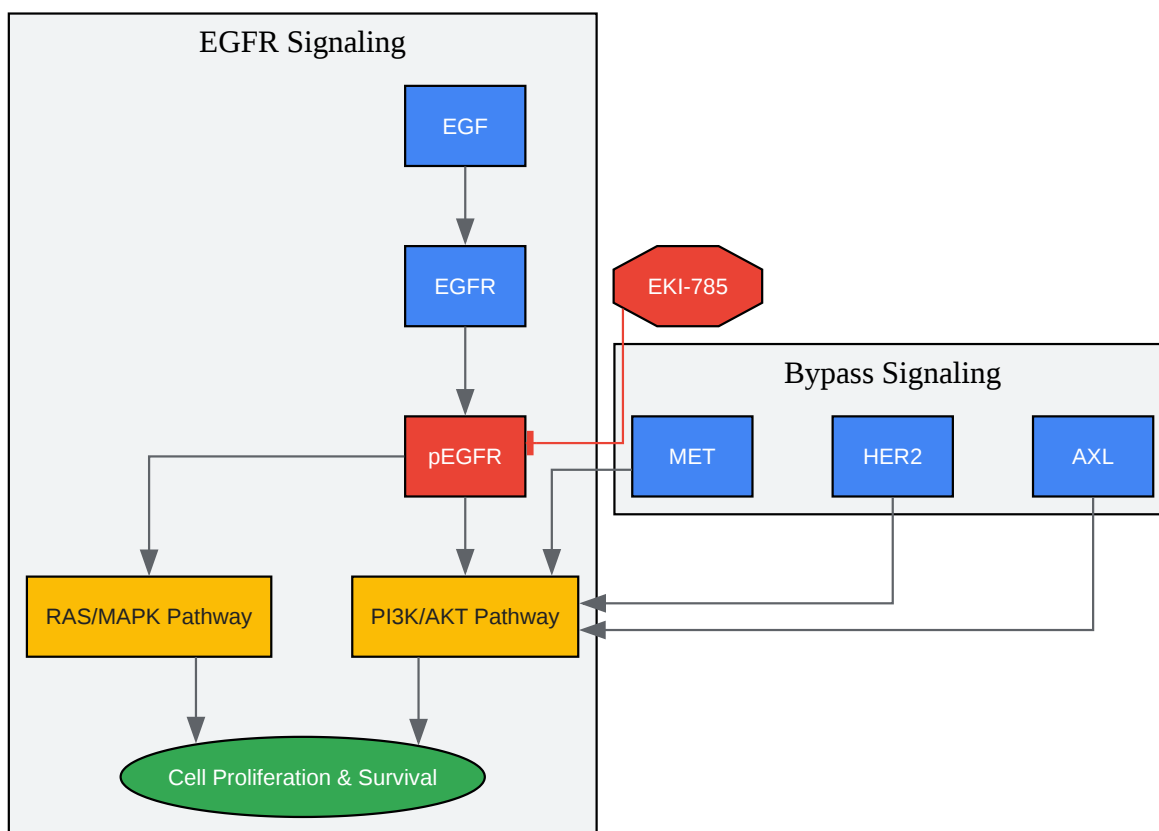 EGFR Signaling
EGF
EGFR
EKI-785
Bypass Signaling
pEGFR
MET
HER2
AXL
RAS/MAPK Pathway
PI3K/AKT Pathway
Cell Proliferation & Survival